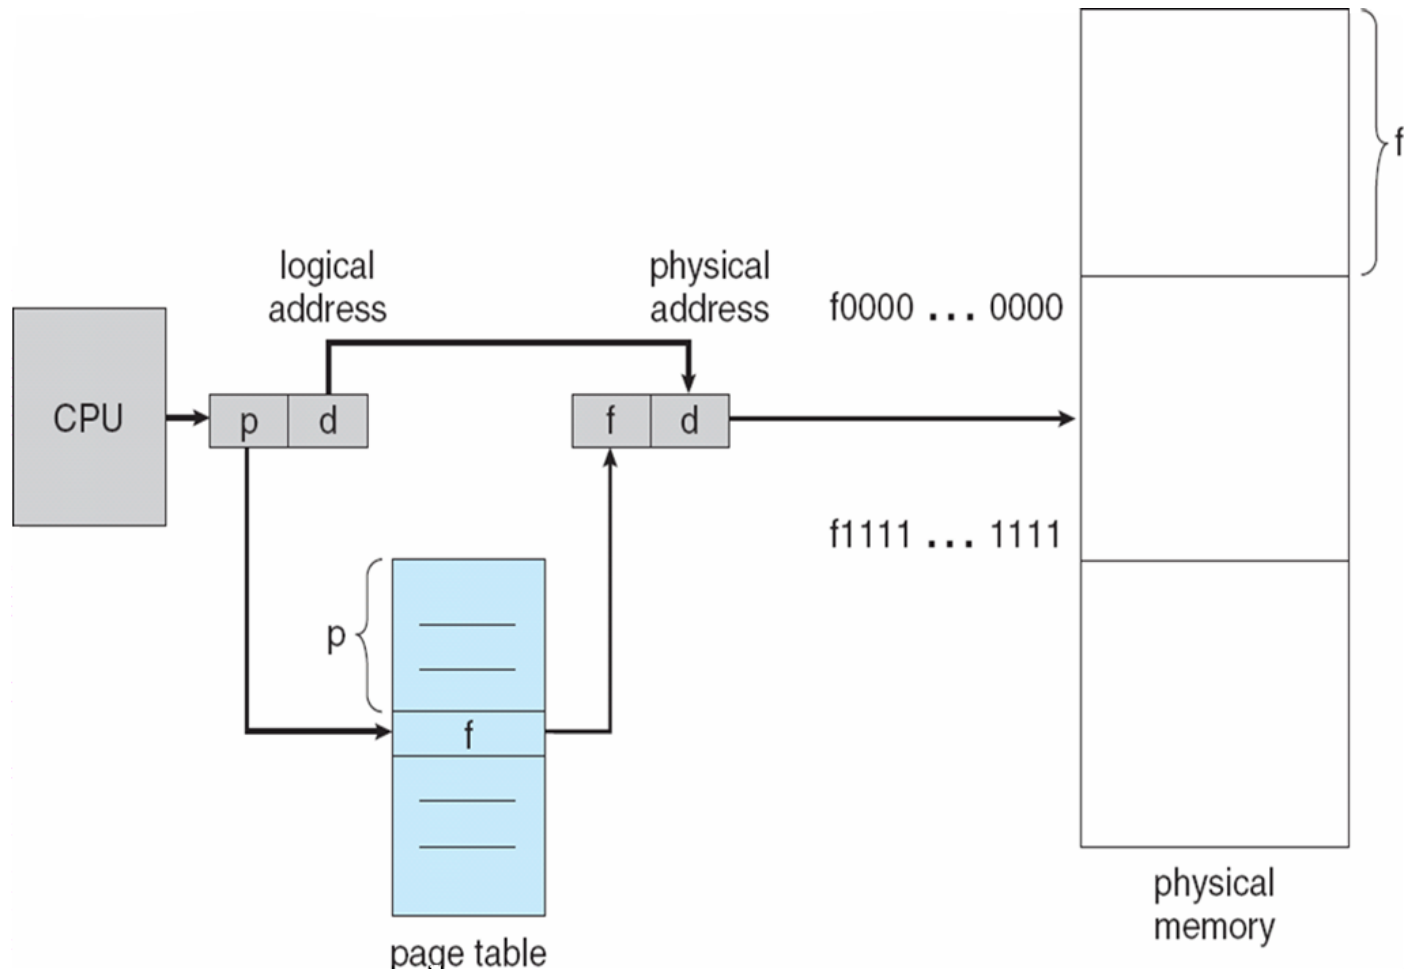 f
logical
address
physical
address
f0000 ... 0000
CPU
p d
f d
f1111 ... 1111
p
f
physical
memory
page table